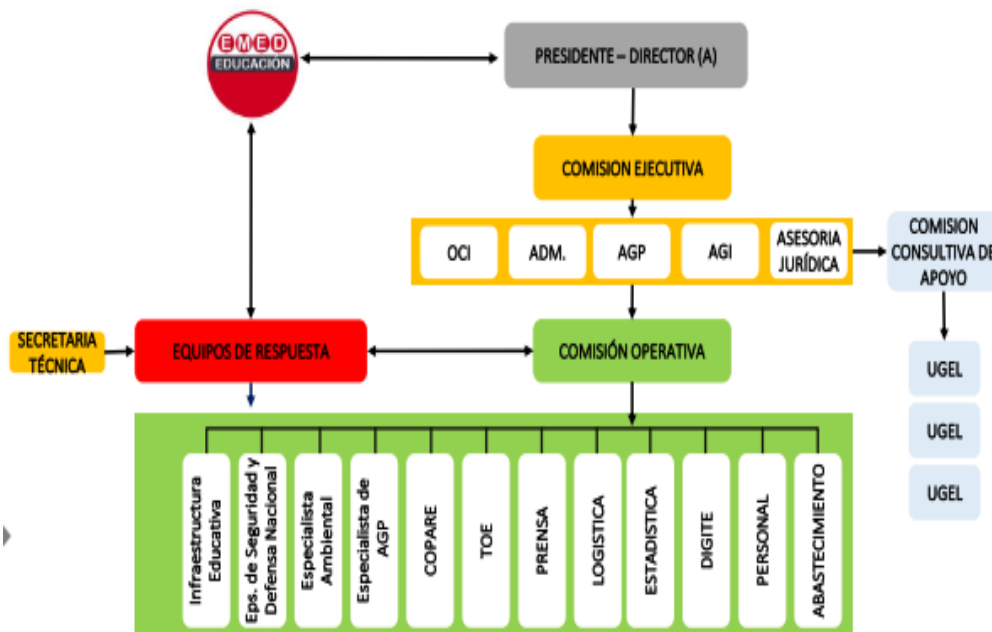 EMED
EDUCACIÓN
PRESIDENTE – DIRECTOR (A)
COMISION EJECUTIVA
OCI
ADM.
AGP
AGI
ASESORIA
JURÍDICA
COMISION
CONSULTIVA DE
APOYO
SECRETARIA
TÉCNICA
EQUIPOS DE RESPUESTA
COMISIÓN OPERATIVA
UGEL
UGEL
UGEL
Infraestructura
Educativa
Eps. de Seguridad y
Defensa Nacional
Especialista
Ambiental
Especialista de
AGP
COPARE
TOE
PRENSA
LOGISTICA
ESTADISTICA
DIGITE
PERSONAL
ABASTECIMIENTO